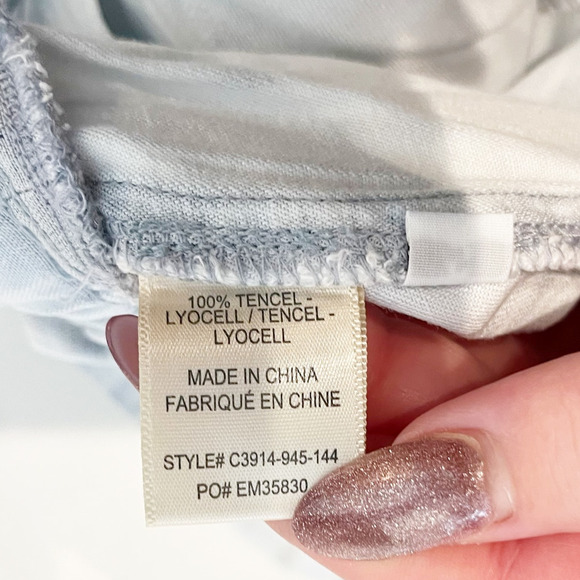 100% TENCEL -
LYOCELL / TENCEL -
LYOCELL
MADE IN CHINA
FABRIQUÉ EN CHINE
STYLE# C3914-945-144
PO# EM35830